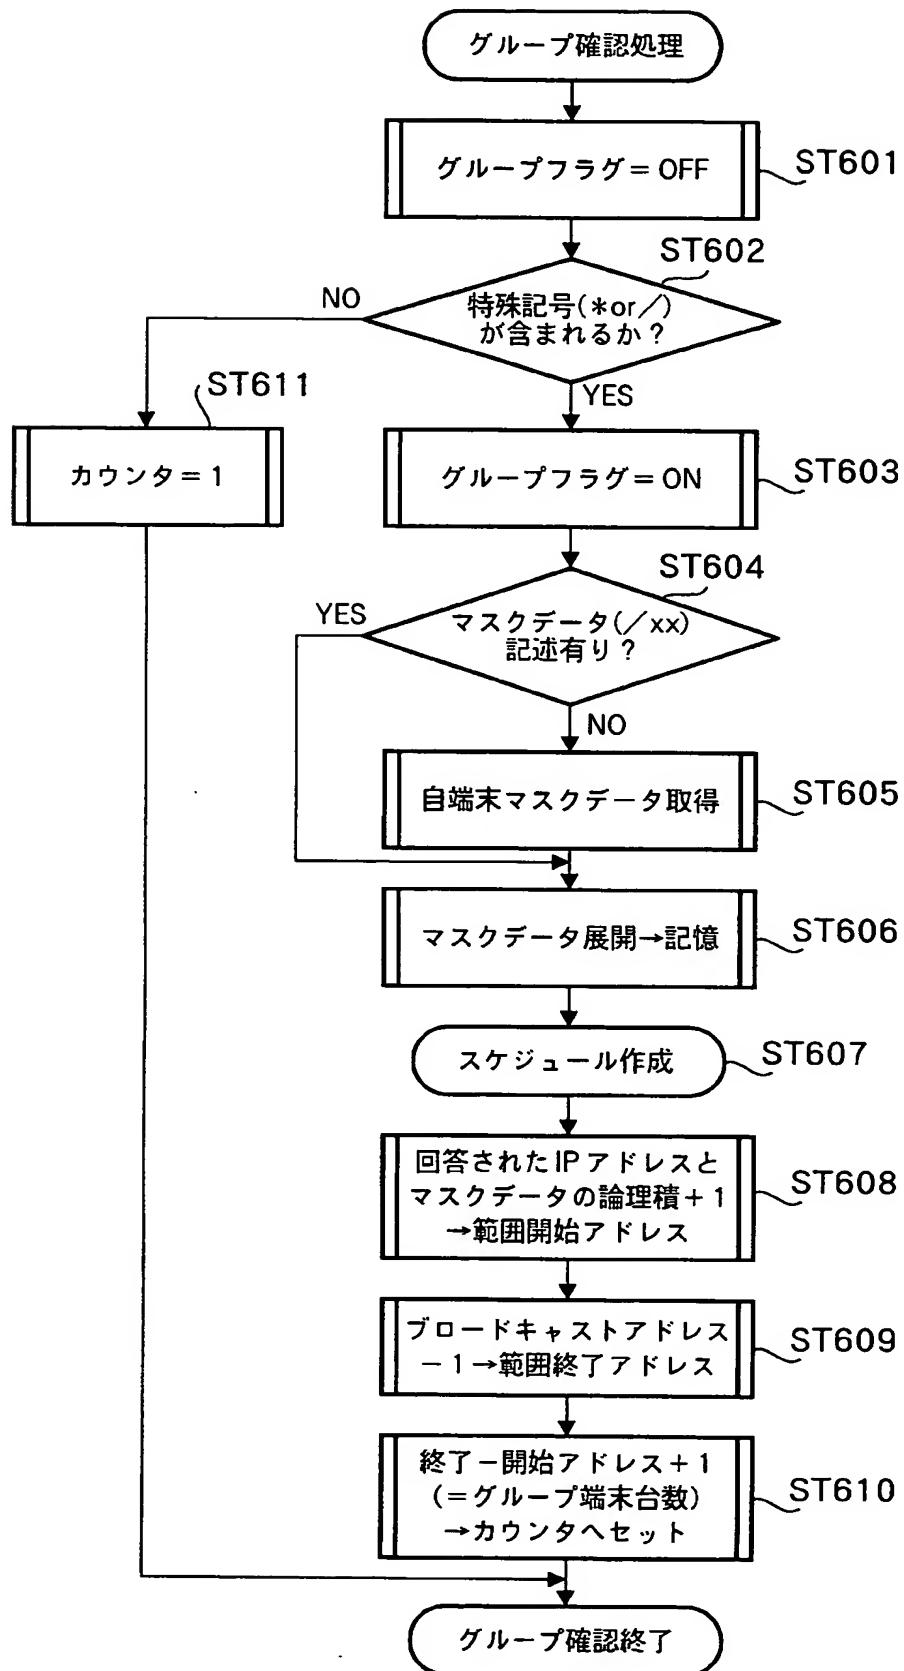 グループ確認処理
グループフラグ＝OFF
ST601
ST602
特殊記号(＊or／)
が含まれるか？
NO
YES
ST611
カウンタ＝1
グループフラグ＝ON
ST603
ST604
マスクデータ(／xx)
記述有り？
YES
NO
自端末マスクデータ取得
ST605
マスクデータ展開→記憶
ST606
スケジュール作成
ST607
回答されたIPアドレスと
マスクデータの論理積＋1
→範囲開始アドレス
ST608
ブロードキャストアドレス
－1→範囲終了アドレス
ST609
終了－開始アドレス＋1
(＝グループ端末台数)
→カウンタへセット
ST610
グループ確認終了